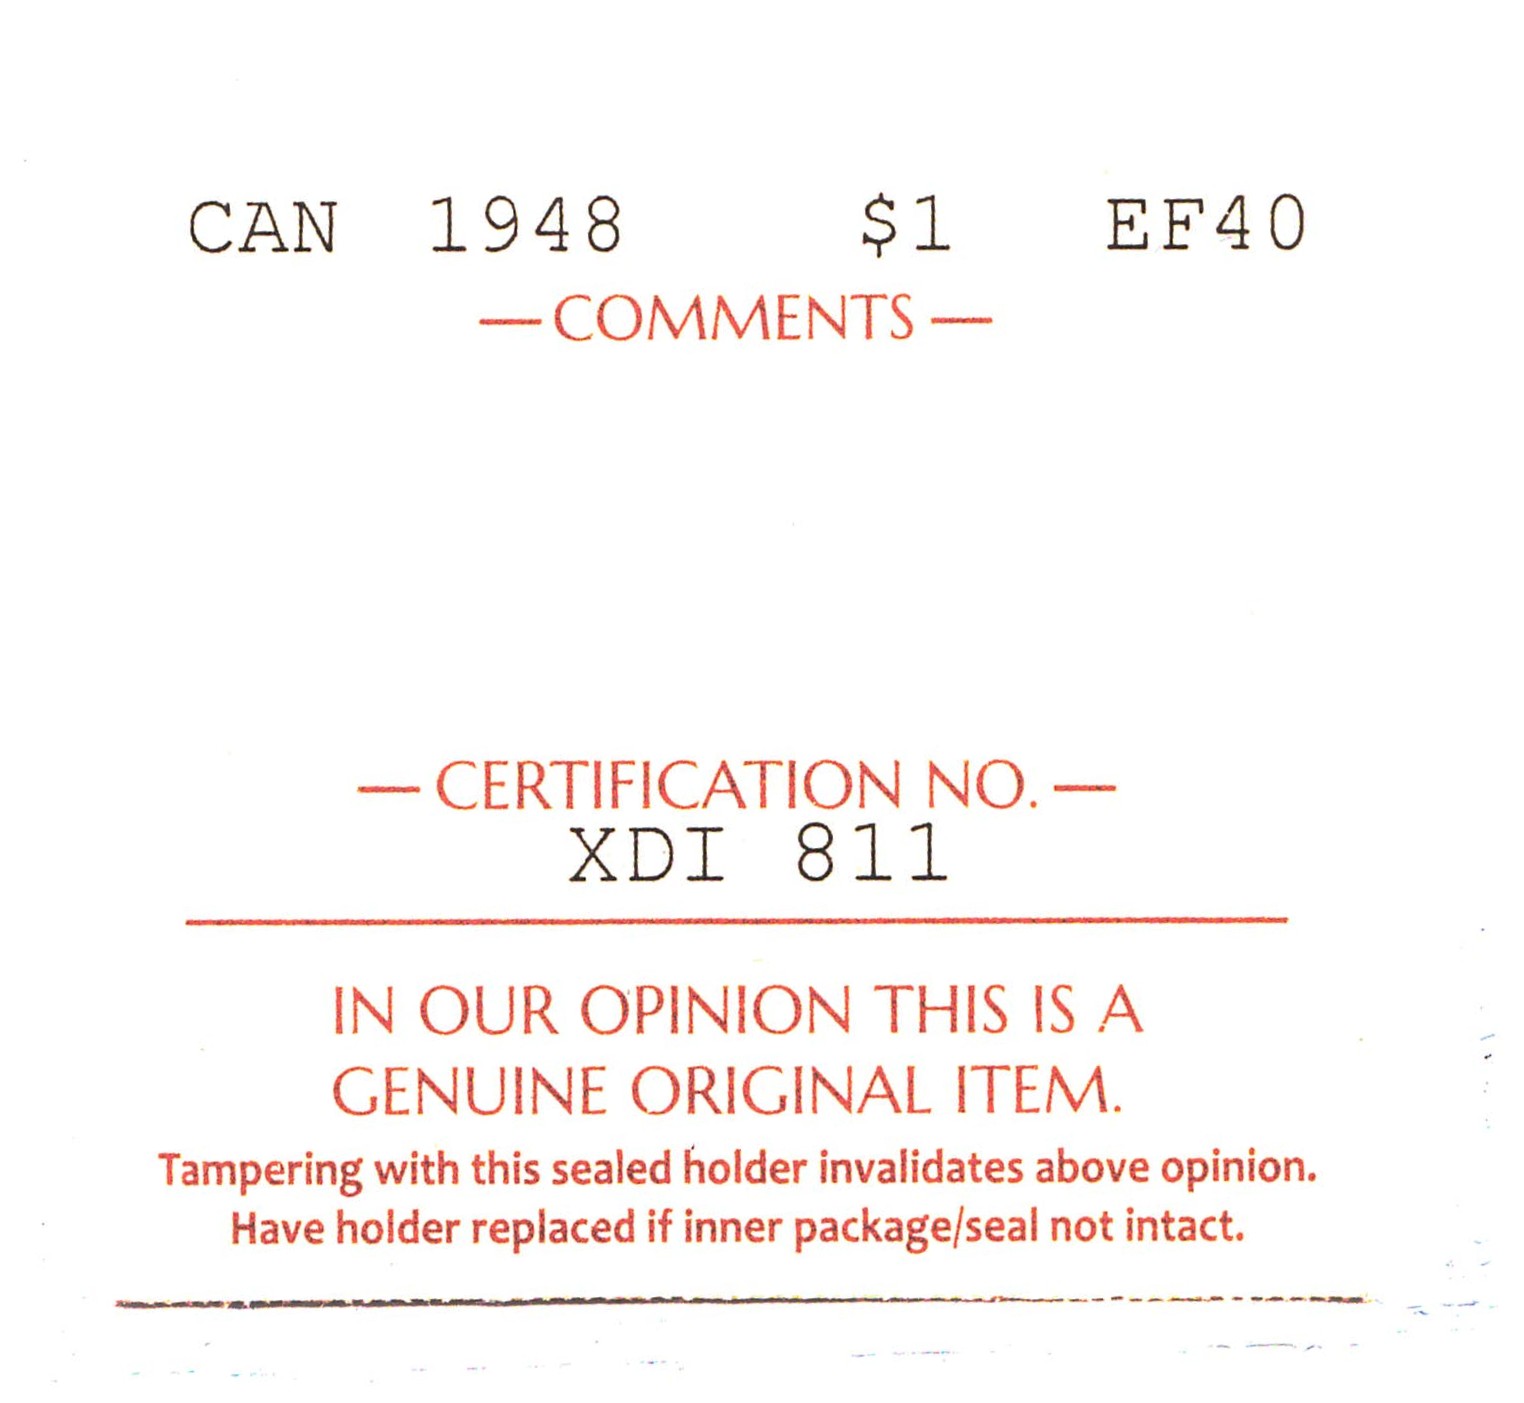 CAN 1948 $1 EF40
—COMMENTS—
—CERTIFICATION NO.—
XDI 811
IN OUR OPINION THIS IS A
GENUINE ORIGINAL ITEM.
Tampering with this sealed holder invalidates above opinion.
Have holder replaced if inner package/seal not intact.